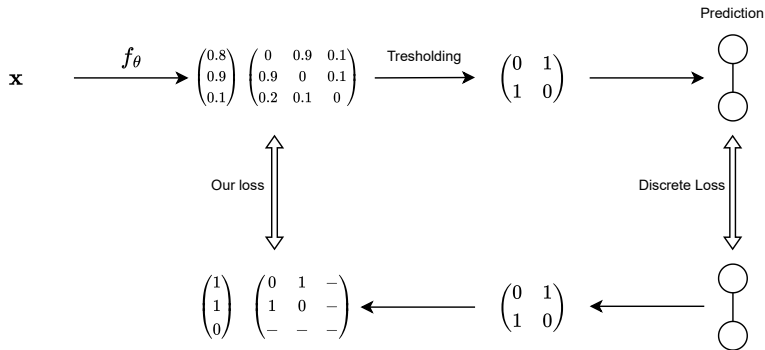 Prediction
x fθ (0.8 0.9 0.1) (0 0.9 0.1 0.9 0 0.1 0.2 0.1 0) Tresholding (0 1 1 0)
Our loss Discrete Loss
(1 1 0) (0 1 − 1 0 − − − −) (0 1 1 0)